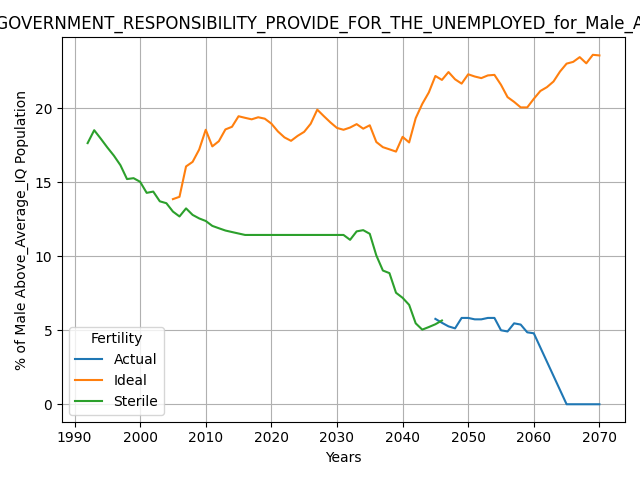 GOVERNMENT_RESPONSIBILITY_PROVIDE_FOR_THE_UNEMPLOYED_for_Male_A
% of Male Above_Average_IQ Population
20
15
10
5
0
Fertility
Actual
Ideal
Sterile
1990 2000 2010 2020 2030 2040 2050 2060 2070
Years